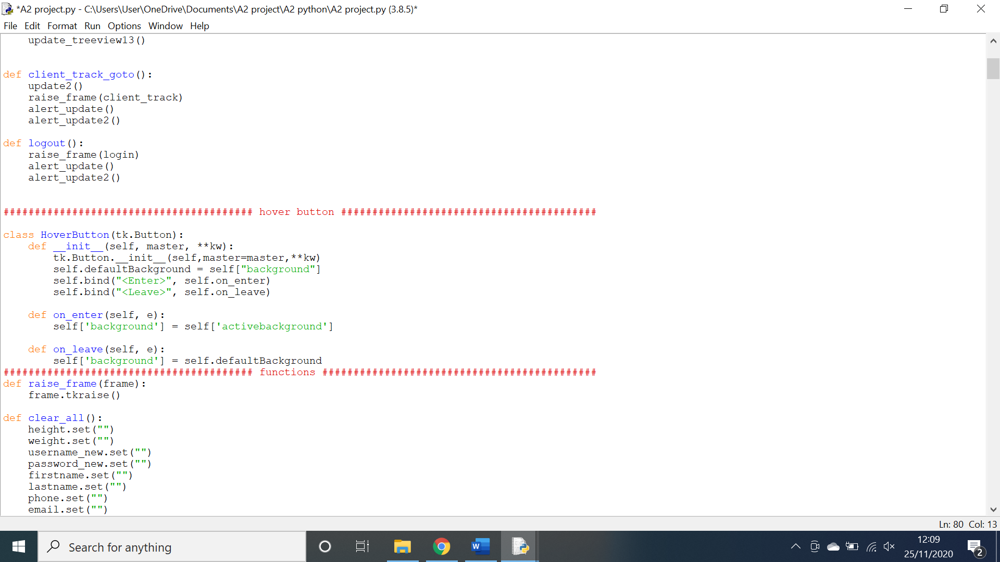 *A2 project.py - C:\Users\User\OneDrive\Documents\A2 project\A2 python\A2 project.py (3.8.5)*
File Edit Format Run Options Window Help
    update_treeview13()
def client_track_goto():
    update2()
    raise_frame(client_track)
    alert_update()
    alert_update2()
def logout():
    raise_frame(login)
    alert_update()
    alert_update2()
######################################## hover button #########################################
class HoverButton(tk.Button):
    def __init__(self, master, **kw):
        tk.Button.__init__(self,master=master,**kw)
        self.defaultBackground = self["background"]
        self.bind("<Enter>", self.on_enter)
        self.bind("<Leave>", self.on_leave)
    def on_enter(self, e):
        self['background'] = self['activebackground']
    def on_leave(self, e):
        self['background'] = self.defaultBackground
######################################## functions ############################################
def raise_frame(frame):
    frame.tkraise()
def clear_all():
    height.set("")
    weight.set("")
    username_new.set("")
    password_new.set("")
    firstname.set("")
    lastname.set("")
    phone.set("")
    email.set("")
Ln: 80 Col: 13
Search for anything
W
12:09
25/11/2020
2